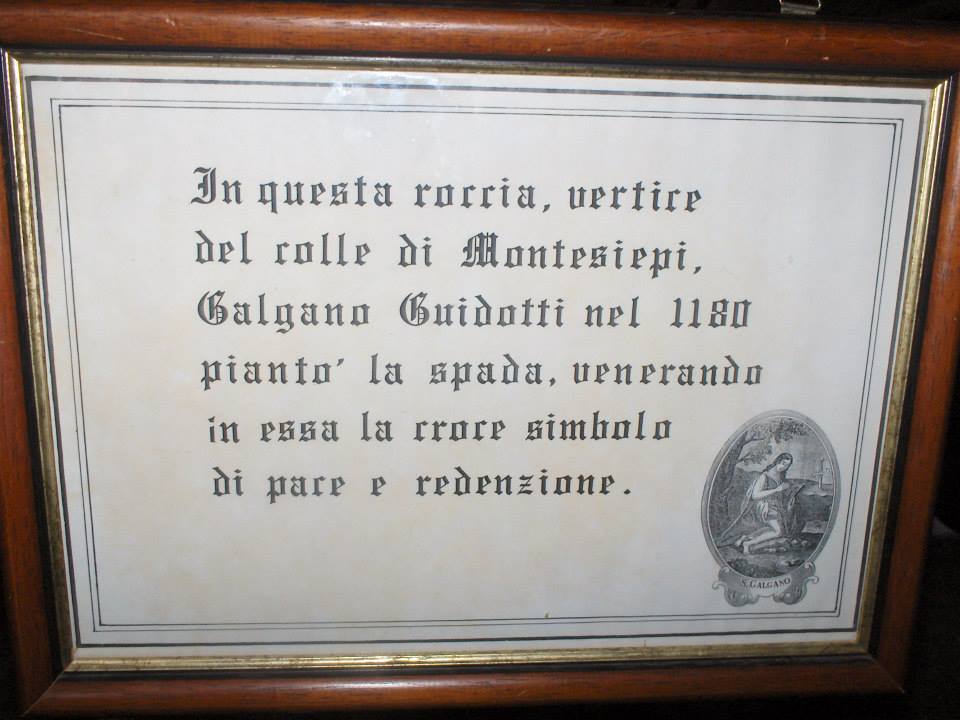 In questa roccia, vertice
del colle di Montesiepi,
Galgano Guidotti nel 1180
pianto' la spada, venerando
in essa la croce simbolo
di pace e redenzione.
S. GALGANO